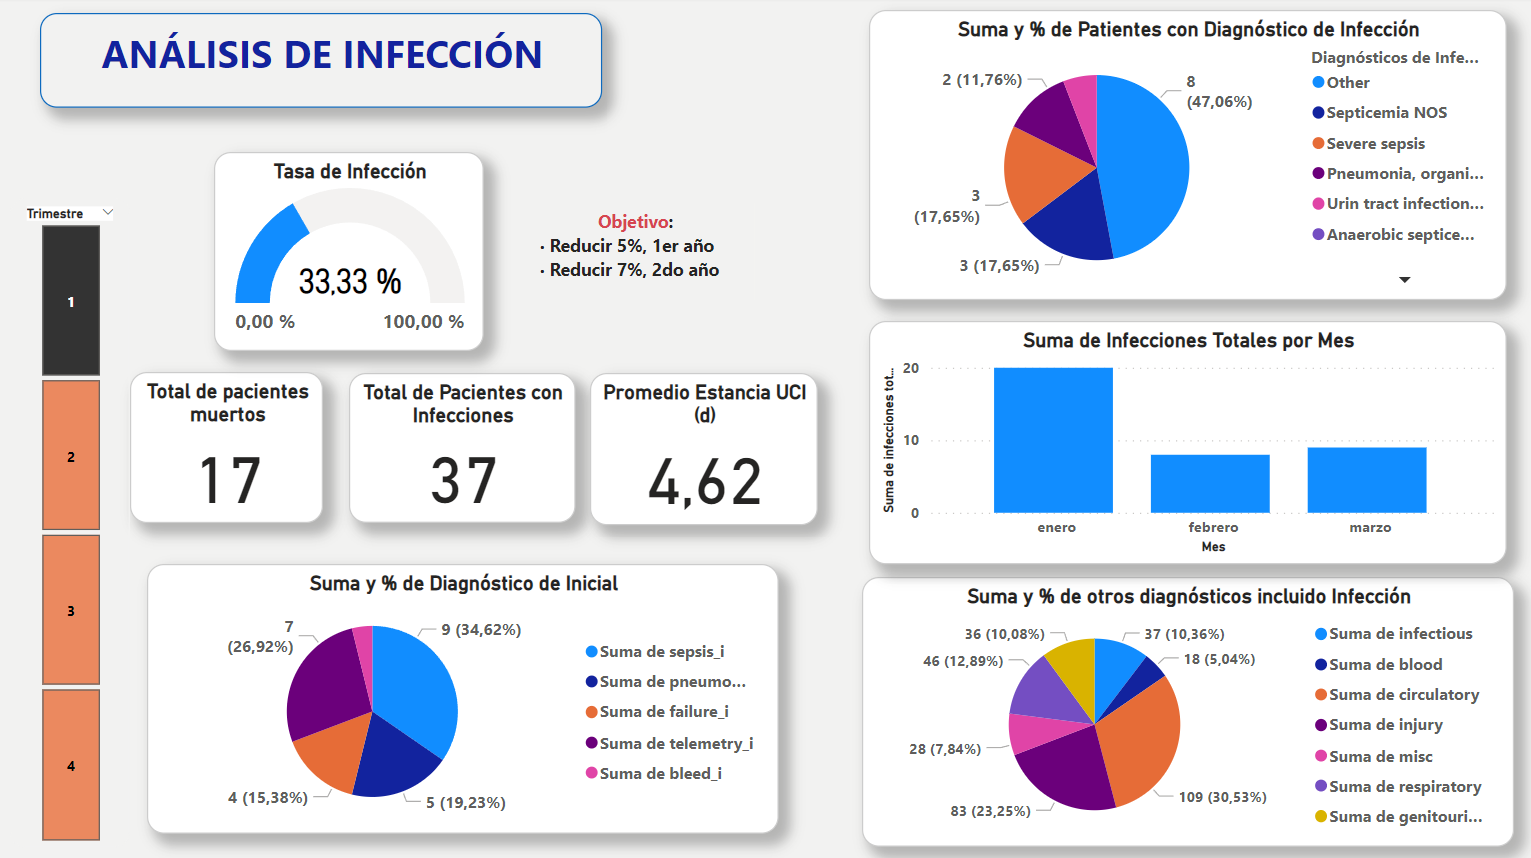 ANÁLISIS DE INFECCIÓN
Trimestre
1
2
3
4
Tasa de Infección
33,33 %
0,00 %
100,00 %
Objetivo:
· Reducir 5%, 1er año
· Reducir 7%, 2do año
Total de pacientes
muertos
17
Total de Pacientes con
Infecciones
37
Promedio Estancia UCI
(d)
4,62
Suma y % de Diagnóstico de Inicial
7
(26,92%)
9 (34,62%)
4 (15,38%)
5 (19,23%)
Suma de sepsis_i
Suma de pneumo...
Suma de failure_i
Suma de telemetry_i
Suma de bleed_i
Suma y % de Patientes con Diagnóstico de Infección
2 (11,76%)
8
(47,06%)
3
(17,65%)
3 (17,65%)
Diagnósticos de Infe...
Other
Septicemia NOS
Severe sepsis
Pneumonia, organi...
Urin tract infection...
Anaerobic septice...
Suma de Infecciones Totales por Mes
Suma de infecciones tot...
20
10
0
enero
febrero
marzo
Mes
Suma y % de otros diagnósticos incluido Infección
36 (10,08%)
37 (10,36%)
46 (12,89%)
18 (5,04%)
28 (7,84%)
109 (30,53%)
83 (23,25%)
Suma de infectious
Suma de blood
Suma de circulatory
Suma de injury
Suma de misc
Suma de respiratory
Suma de genitouri...